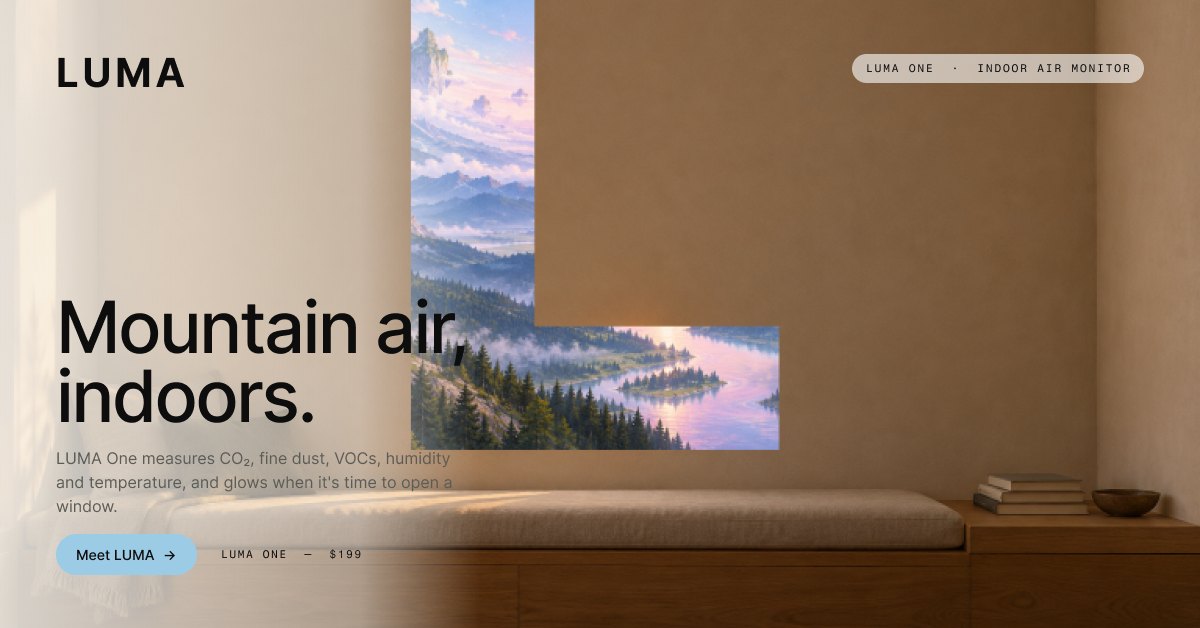 LUMA
LUMA ONE · INDOOR AIR MONITOR
Mountain air,
indoors.
LUMA One measures CO₂, fine dust, VOCs, humidity
and temperature, and glows when it's time to open a
window.
Meet LUMA →
LUMA ONE — $199